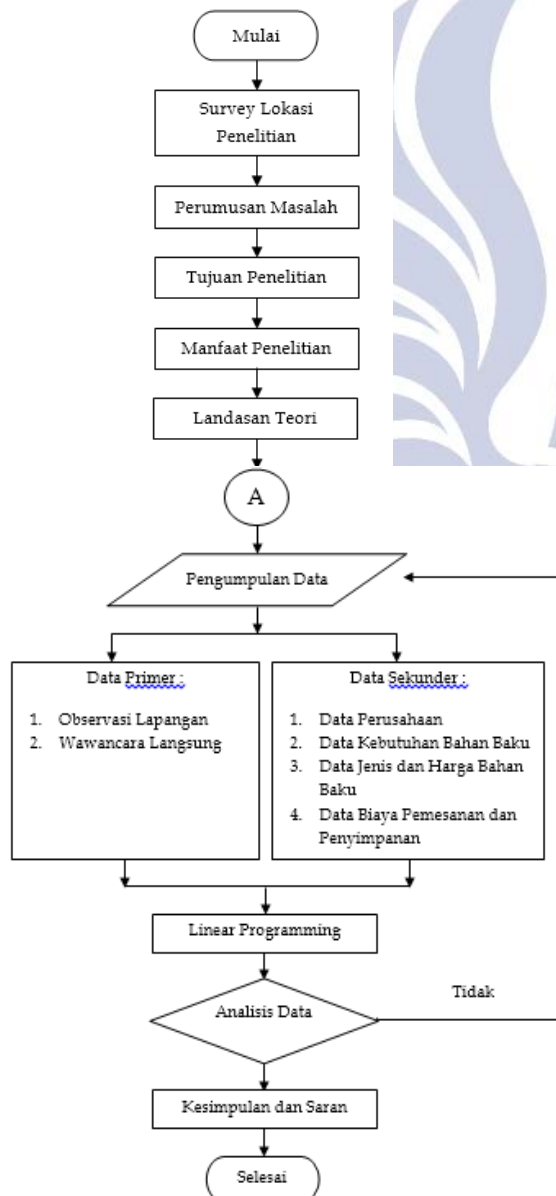 Mulai
Survey Lokasi
Penelitian
Perumusan Masalah
Tujuan Penelitian
Manfaat Penelitian
Landasan Teori
A
Pengumpulan Data
Data Primer :
1. Observasi Lapangan
2. Wawancara Langsung
Data Sekunder :
1. Data Perusahaan
2. Data Kebutuhan Bahan Baku
3. Data Jenis dan Harga Bahan
Baku
4. Data Biaya Pemesanan dan
Penyimpanan
Linear Programming
Analisis Data
Tidak
Kesimpulan dan Saran
Selesai